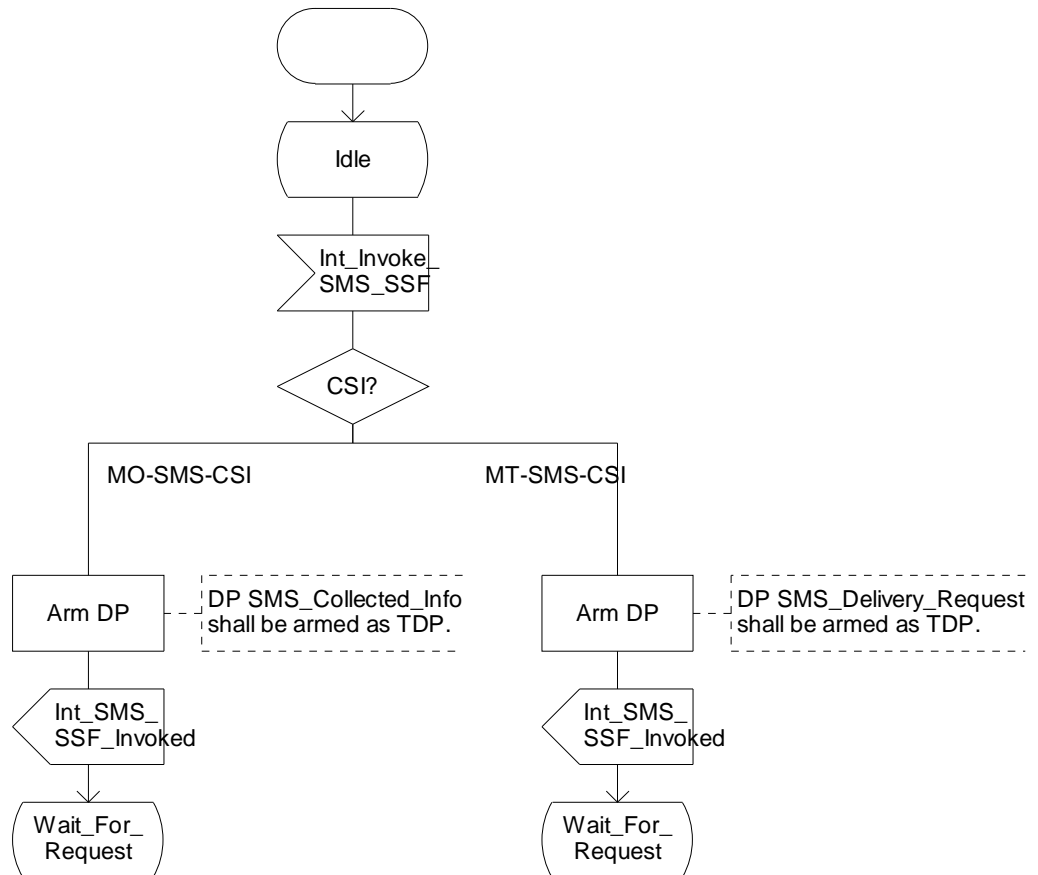 Idle
Int_Invoke_
SMS_SSF
CSI?
MO-SMS-CSI
MT-SMS-CSI
Arm DP
DP SMS_Collected_Info
shall be armed as TDP.
Arm DP
DP SMS_Delivery_Request
shall be armed as TDP.
Int_SMS_
SSF_Invoked
Int_SMS_
SSF_Invoked
Wait_For_
Request
Wait_For_
Request